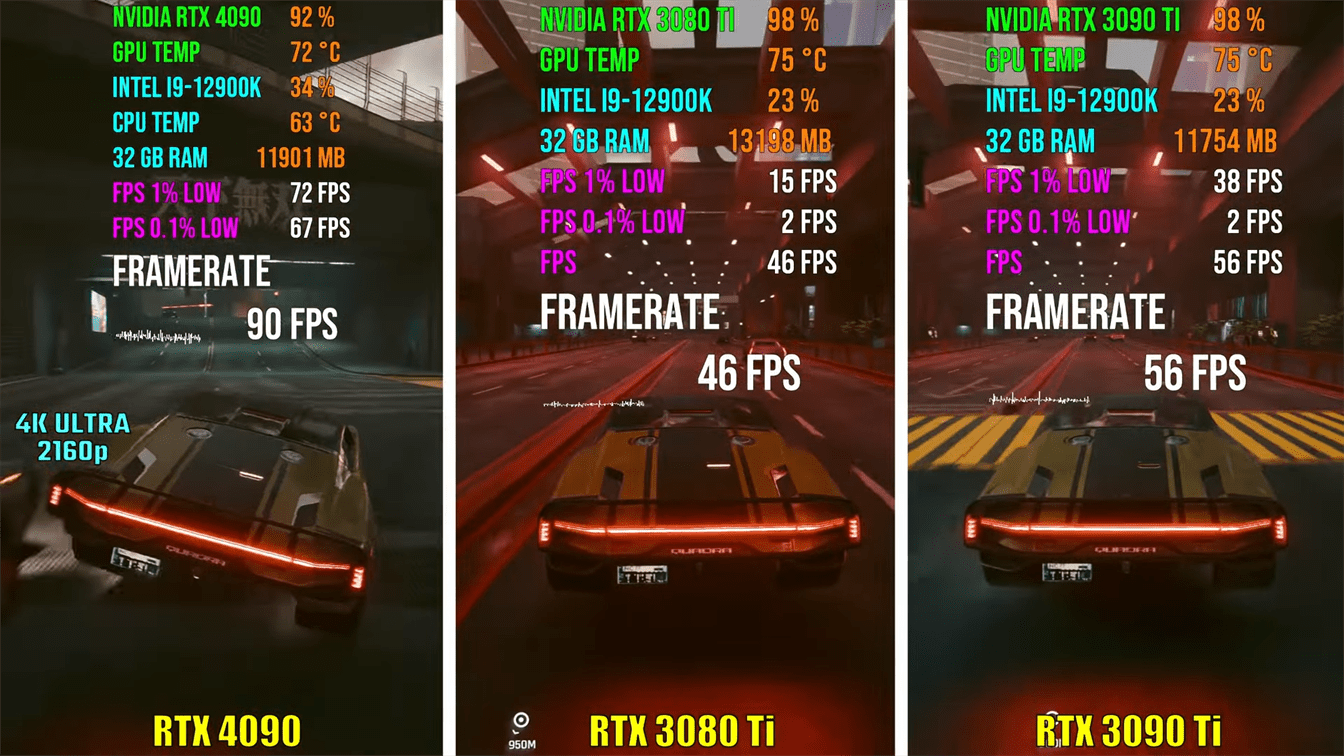 NVIDIA RTX 4090 92 %
GPU TEMP 72 °C
INTEL I9-12900K 34 %
CPU TEMP 63 °C
32 GB RAM 11901 MB
FPS 1% LOW 72 FPS
FPS 0.1% LOW 67 FPS
FRAMERATE
90 FPS
4K ULTRA
2160p
QUADRA
RTX 4090
NVIDIA RTX 3080 TI 98 %
GPU TEMP 75 °C
INTEL I9-12900K 23 %
32 GB RAM 13198 MB
FPS 1% LOW 15 FPS
FPS 0.1% LOW 2 FPS
FPS 46 FPS
FRAMERATE
46 FPS
QUADRA
950M
RTX 3080 Ti
NVIDIA RTX 3090 TI 98 %
GPU TEMP 75 °C
INTEL I9-12900K 23 %
32 GB RAM 11754 MB
FPS 1% LOW 38 FPS
FPS 0.1% LOW 2 FPS
FPS 56 FPS
FRAMERATE
56 FPS
QUADRA
RTX 3090 Ti